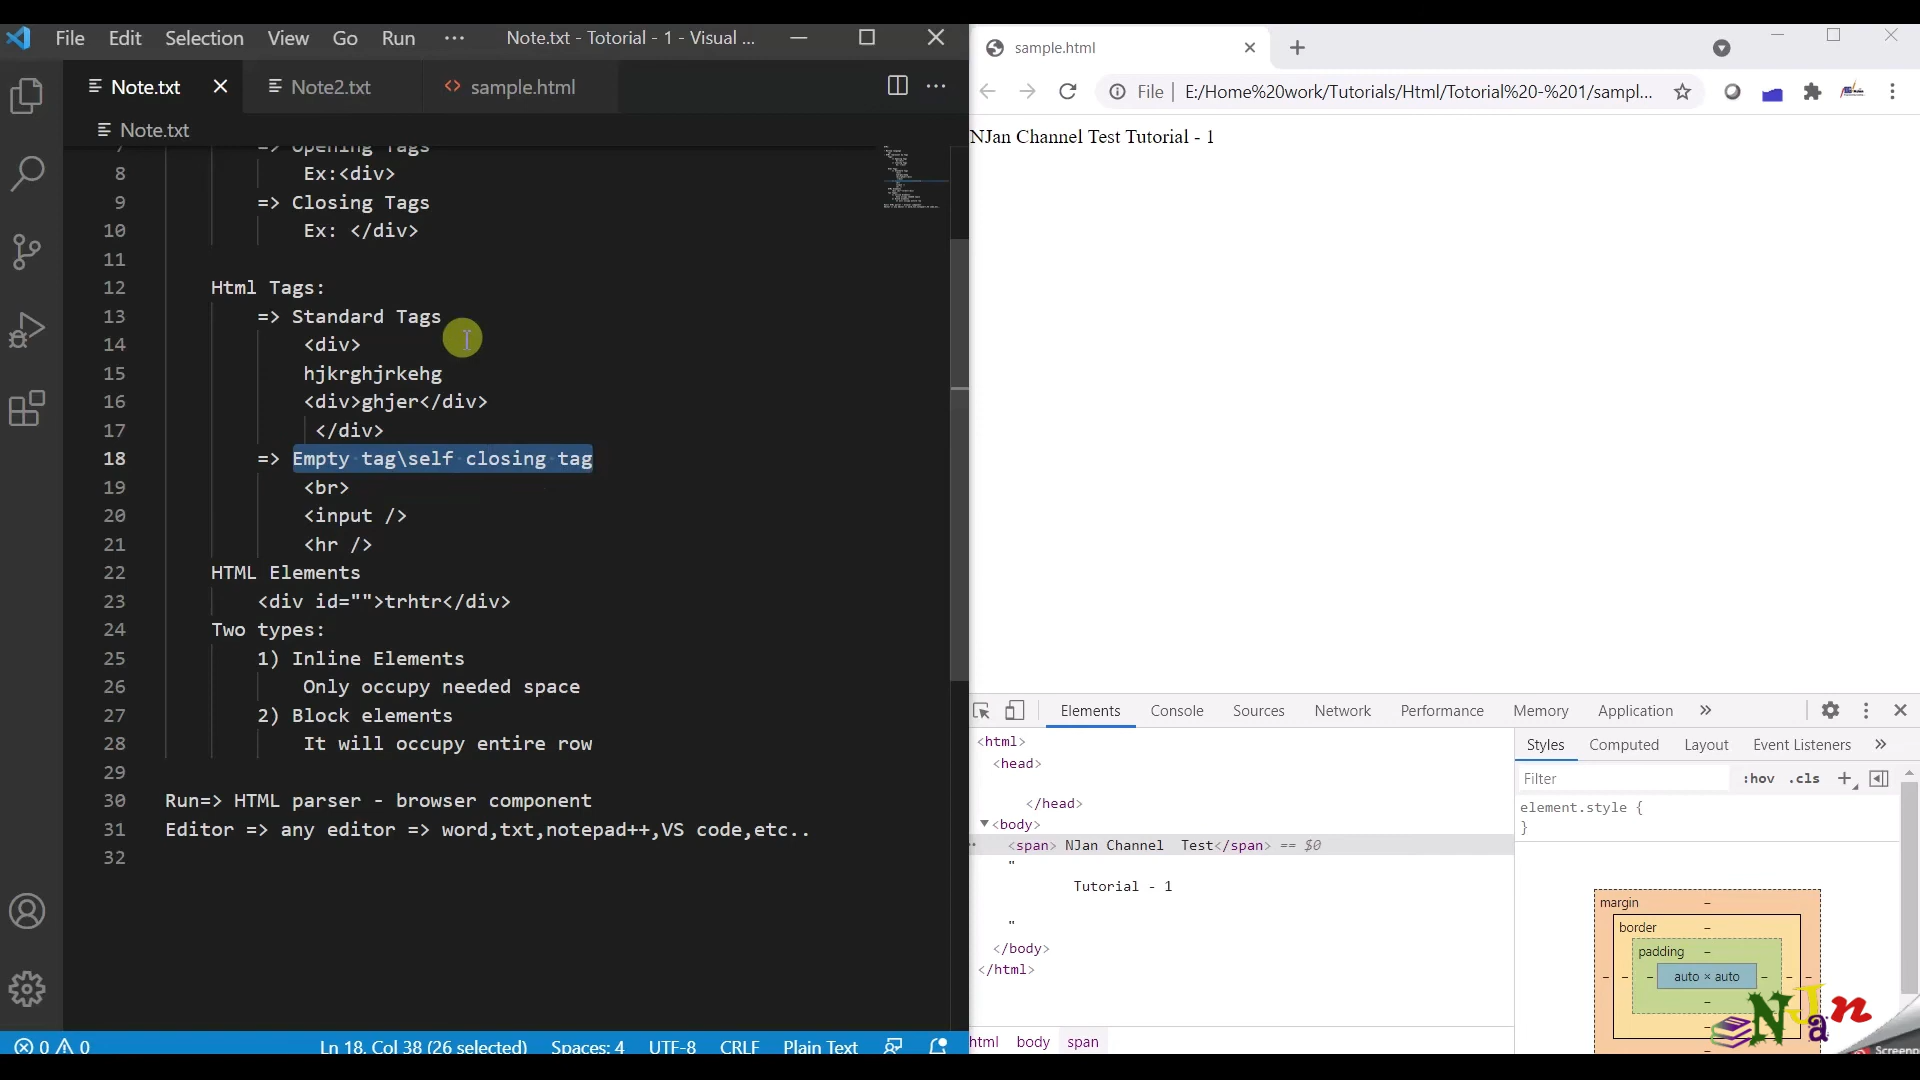 File Edit Selection View Go Run ··· Note.txt - Totorial - 1 - Visual ...
Note.txt Note2.txt sample.html
Note.txt
7 => Opening Tags
8 Ex:<div>
9 => Closing Tags
10 Ex: </div>
11
12 Html Tags:
13 => Standard Tags
14 <div>
15 hjkrghjrkehg
16 <div>ghjer</div>
17 </div>
18 => Empty tag\self closing tag
19 <br>
20 <input />
21 <hr />
22 HTML Elements
23 <div id="">trhtr</div>
24 Two types:
25 1) Inline Elements
26 Only occupy needed space
27 2) Block elements
28 It will occupy entire row
29
30 Run=> HTML parser - browser component
31 Editor => any editor => word,txt,notepad++,VS code,etc..
32
0 0 Ln 18, Col 38 (26 selected) Spaces: 4 UTF-8 CRLF Plain Text
sample.html
File | E:/Home%20work/Tutorials/Html/Totorial%20-%201/sampl...
NJan Channel Test Tutorial - 1
Elements Console Sources Network Performance Memory Application »
<html>
<head>
</head>
<body>
<span> NJan Channel Test</span> == $0
"
Tutorial - 1
"
</body>
</html>
html body span
Styles Computed Layout Event Listeners »
Filter :hov .cls +
element.style {
}
margin –
border –
padding –
– – – auto × auto – – –
–
–
–
NJan
Screenp